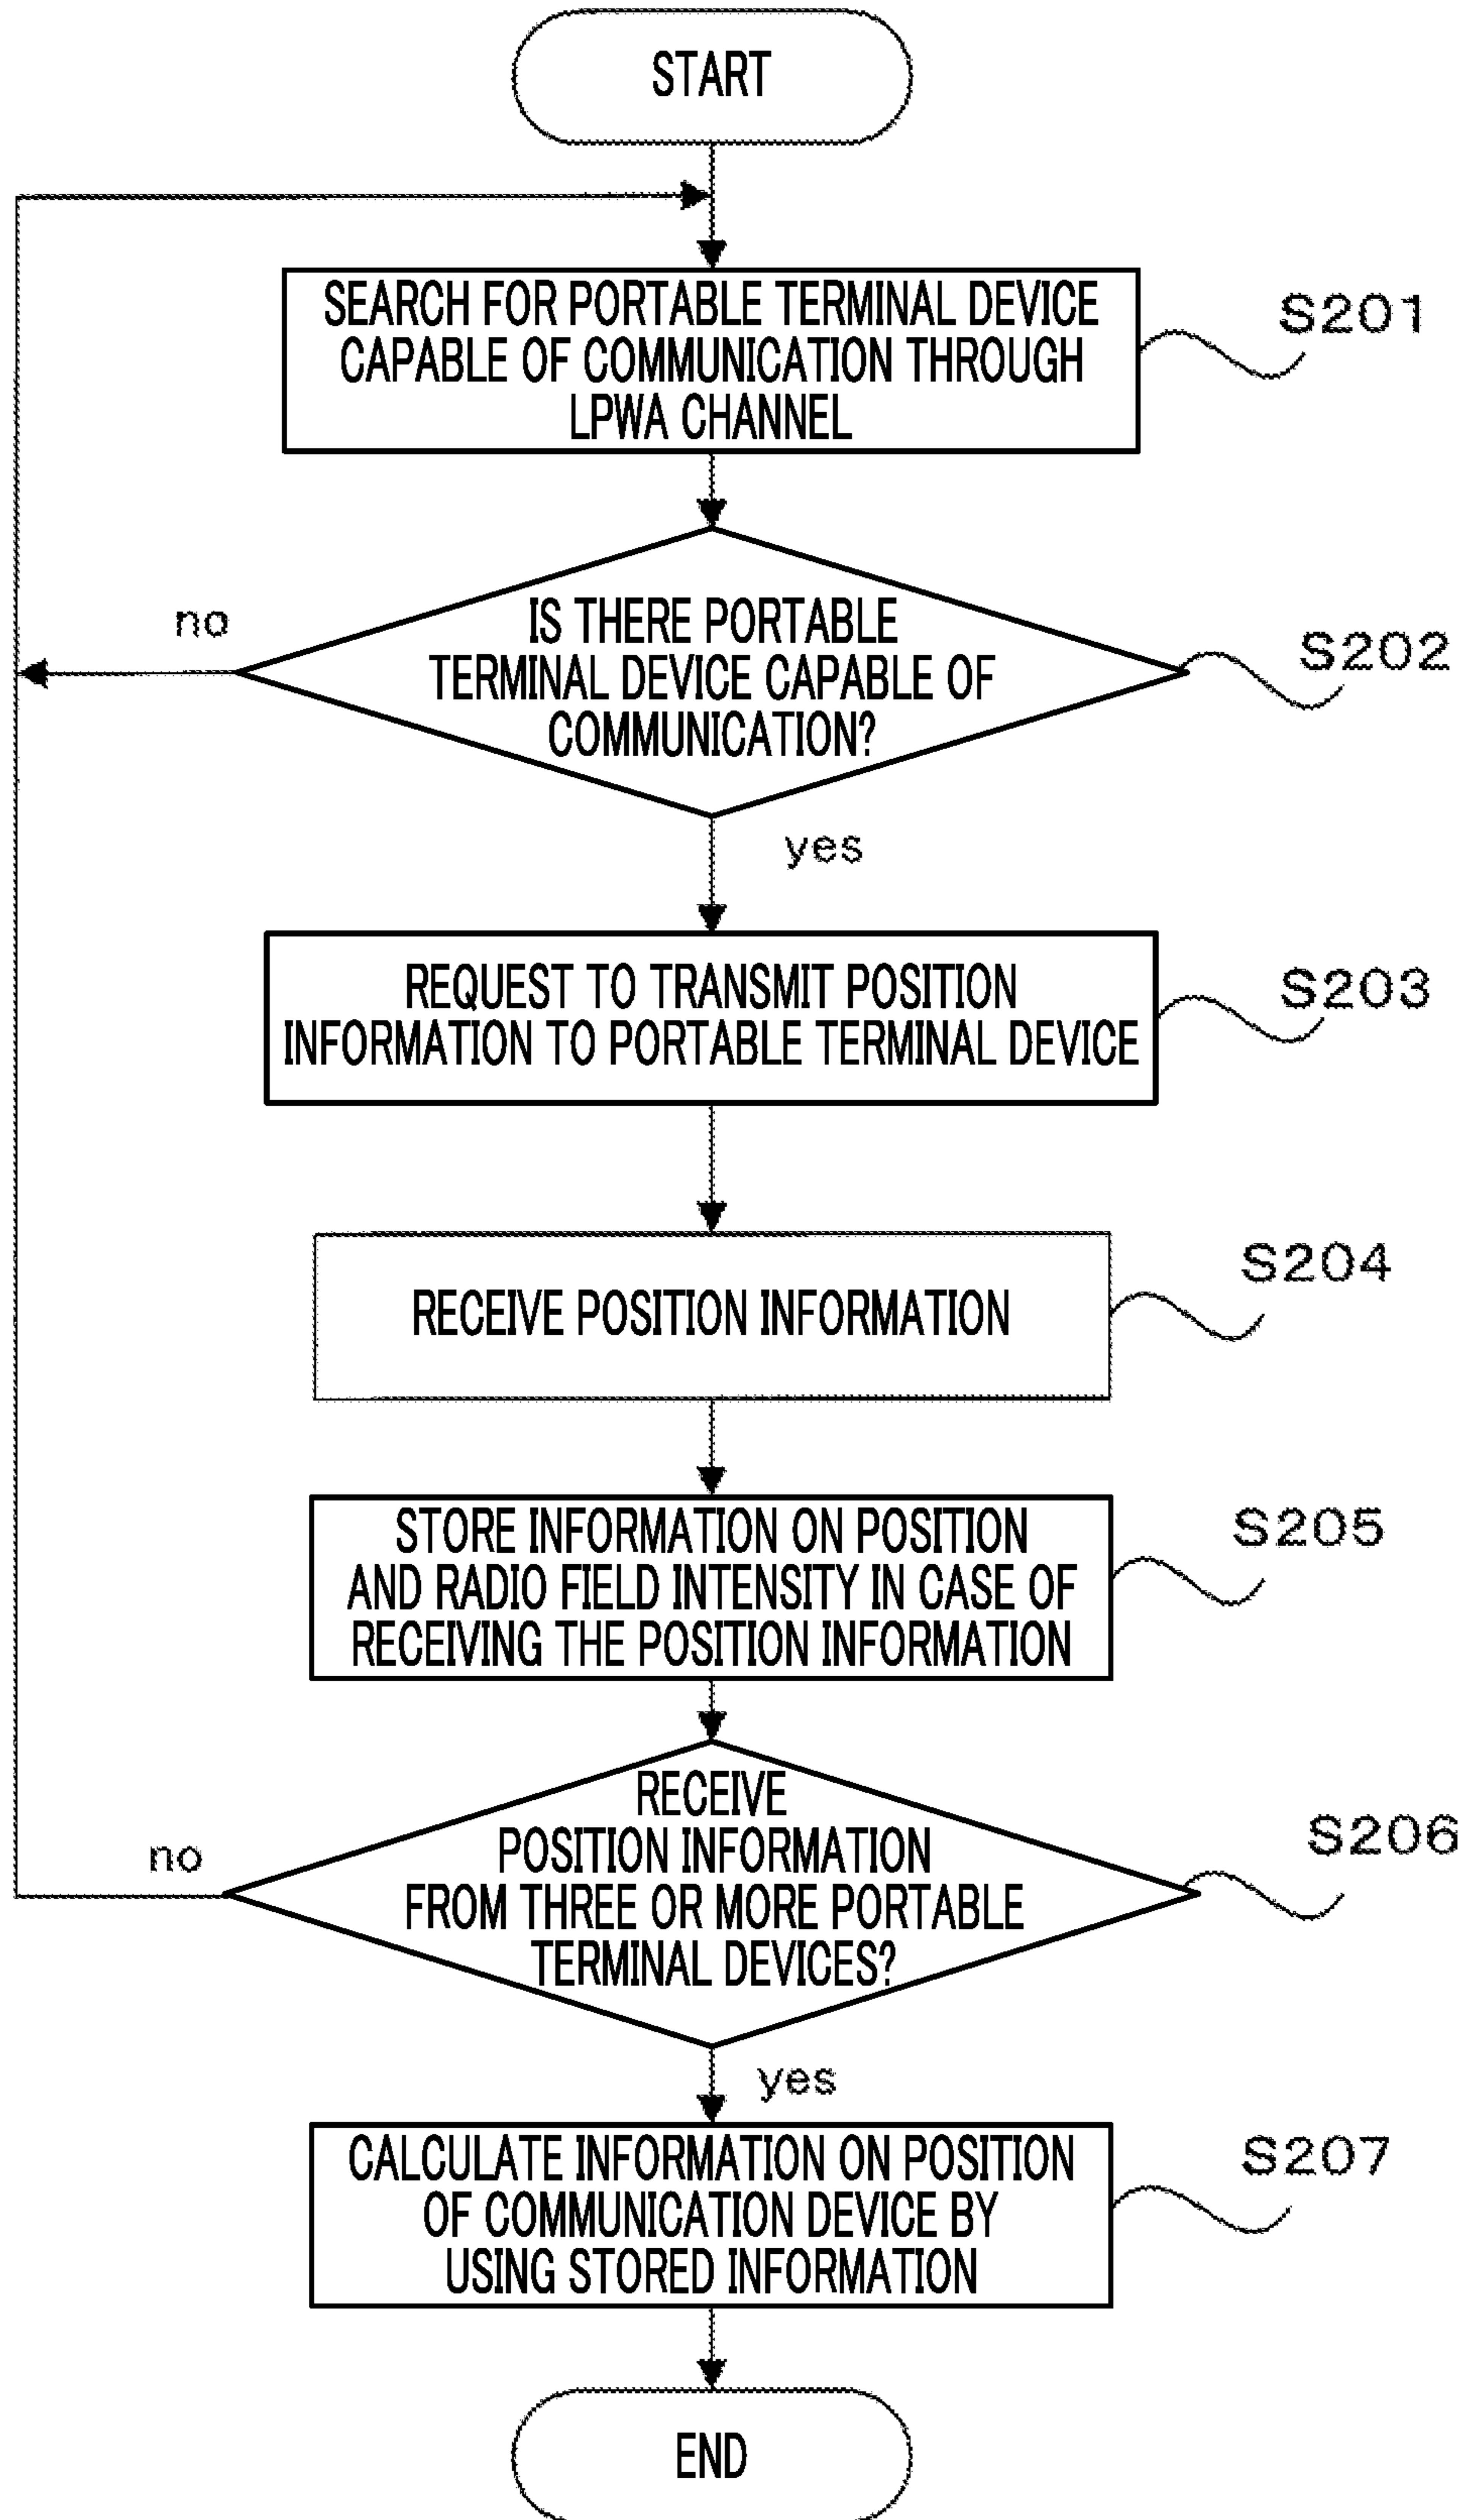 START
SEARCH FOR PORTABLE TERMINAL DEVICE
CAPABLE OF COMMUNICATION THROUGH
LPWA CHANNEL
S201
IS THERE PORTABLE
TERMINAL DEVICE CAPABLE OF
COMMUNICATION?
S202
no
yes
REQUEST TO TRANSMIT POSITION
INFORMATION TO PORTABLE TERMINAL DEVICE
S203
RECEIVE POSITION INFORMATION
S204
STORE INFORMATION ON POSITION
AND RADIO FIELD INTENSITY IN CASE OF
RECEIVING THE POSITION INFORMATION
S205
RECEIVE
POSITION INFORMATION
FROM THREE OR MORE PORTABLE
TERMINAL DEVICES?
S206
no
yes
CALCULATE INFORMATION ON POSITION
OF COMMUNICATION DEVICE BY
USING STORED INFORMATION
S207
END